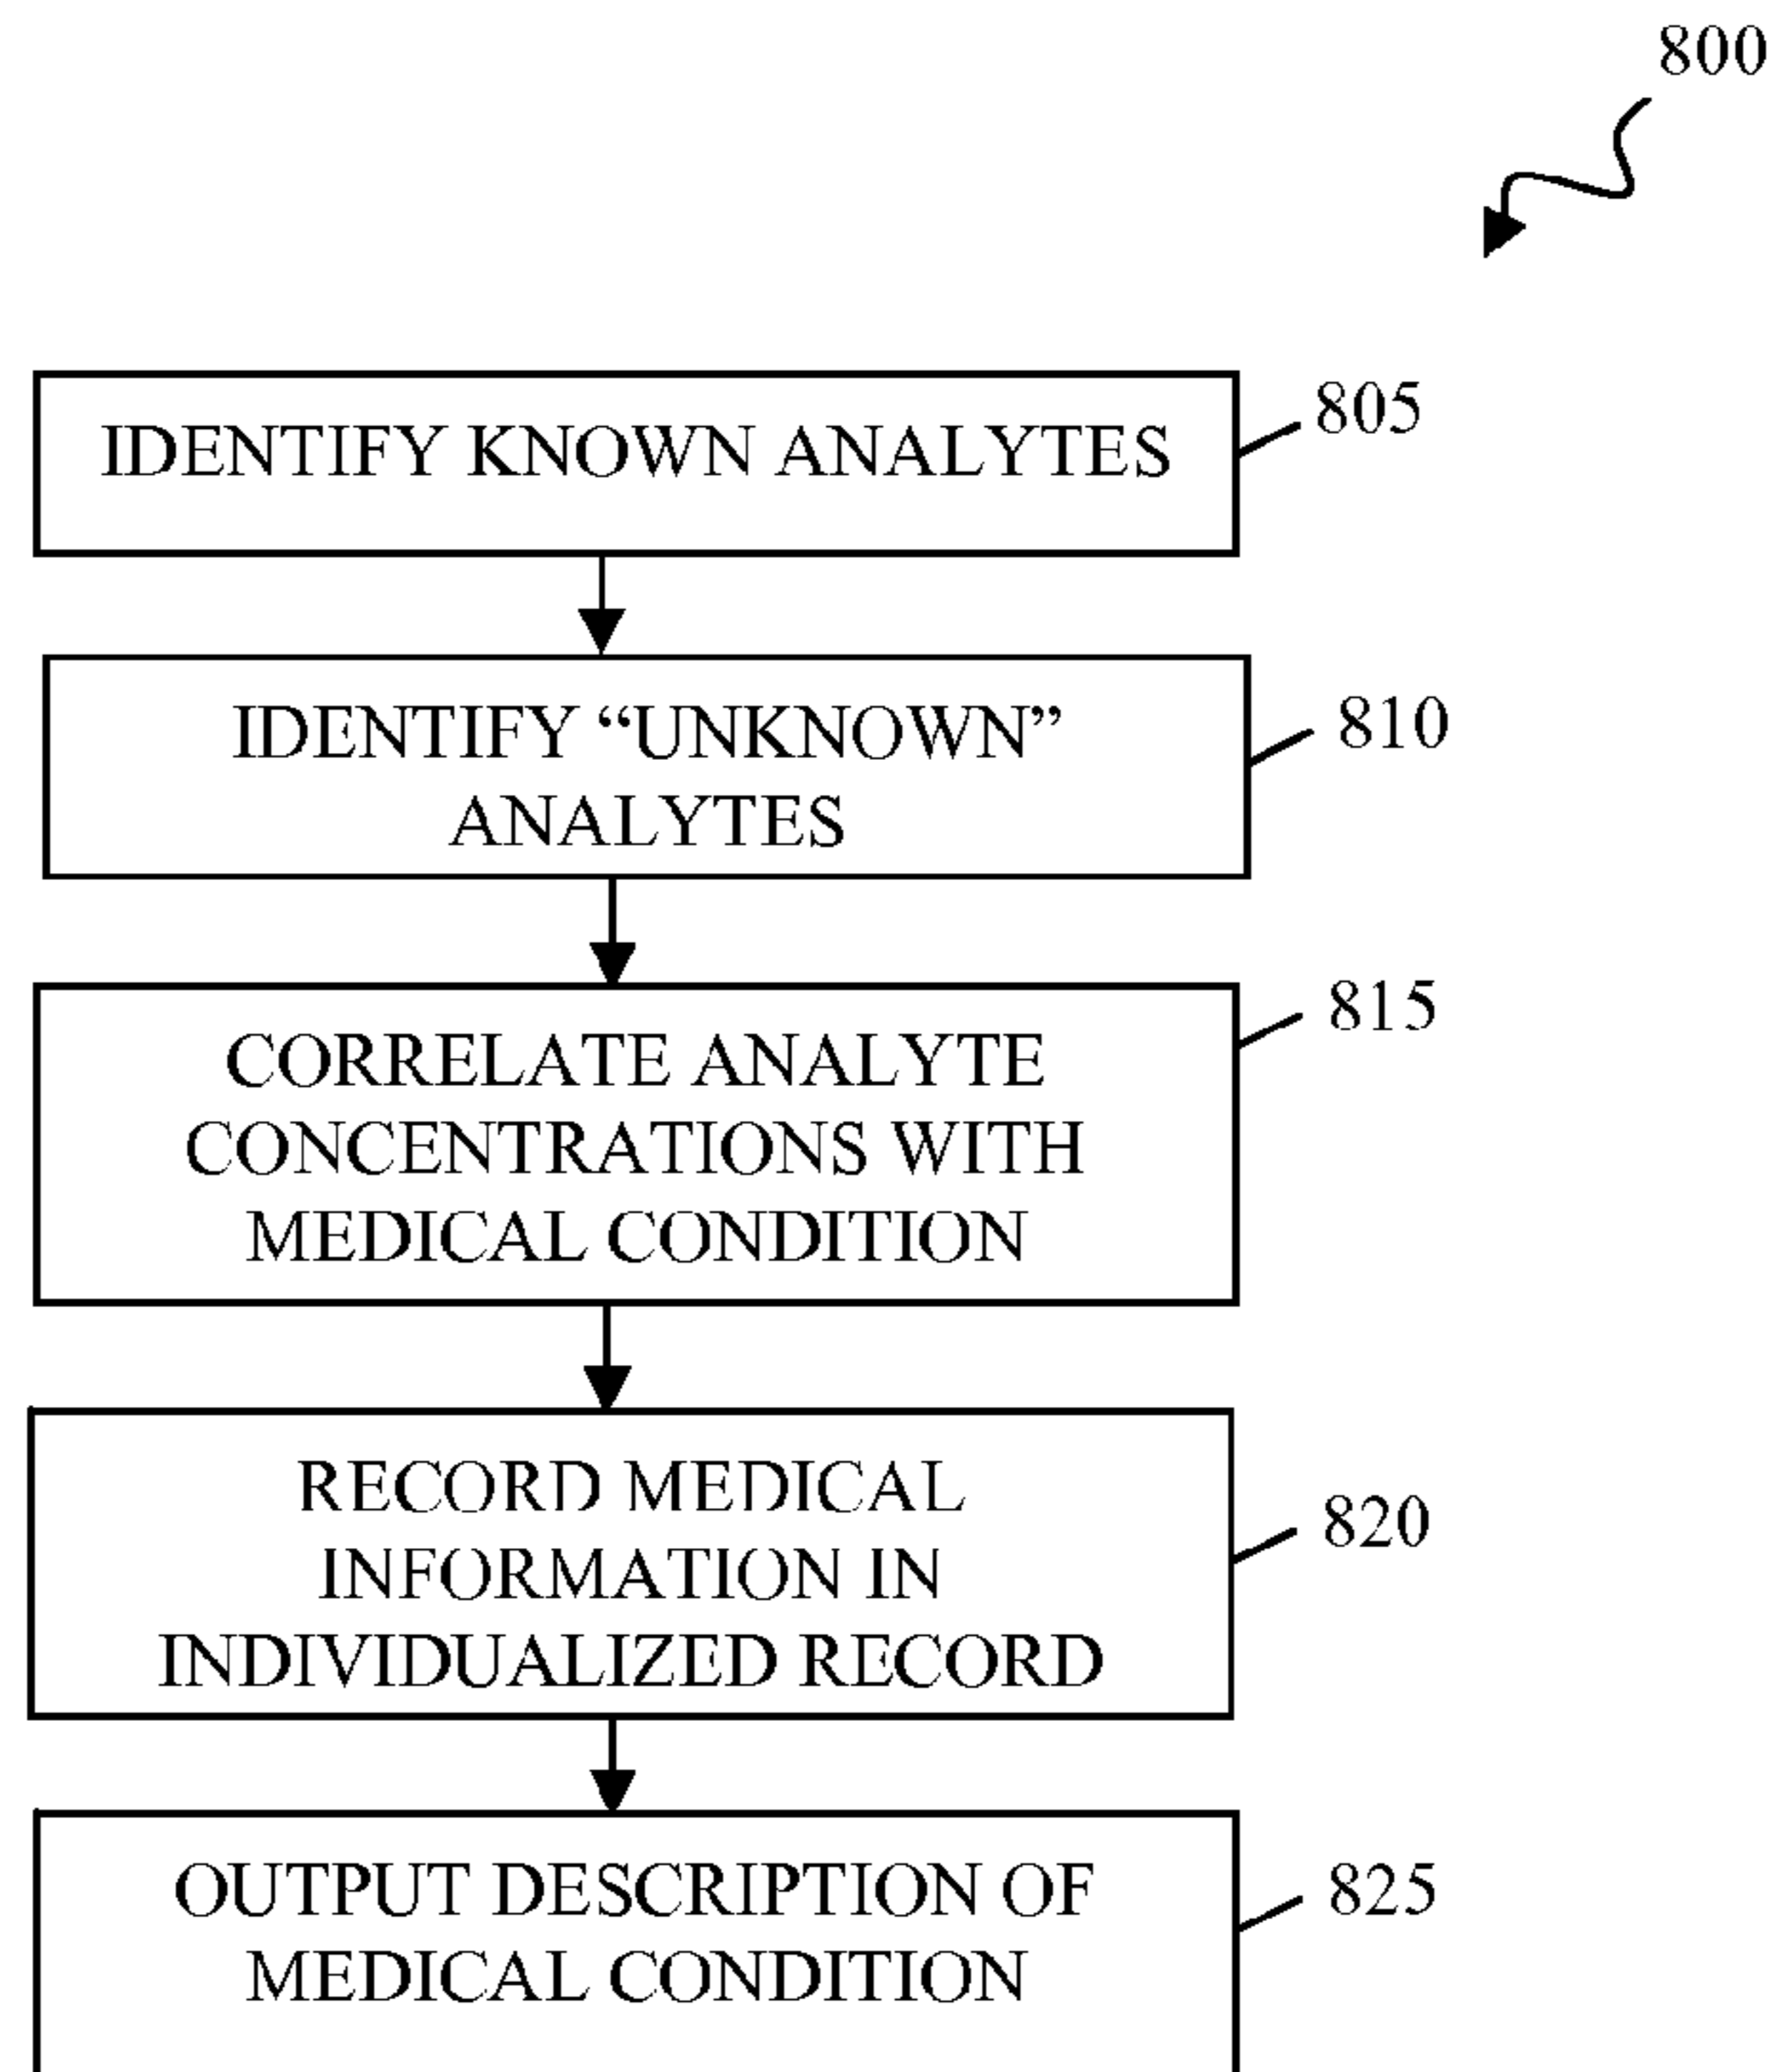 800
IDENTIFY KNOWN ANALYTES
805
IDENTIFY “UNKNOWN”
ANALYTES
810
CORRELATE ANALYTE
CONCENTRATIONS WITH
MEDICAL CONDITION
815
RECORD MEDICAL
INFORMATION IN
INDIVIDUALIZED RECORD
820
OUTPUT DESCRIPTION OF
MEDICAL CONDITION
825